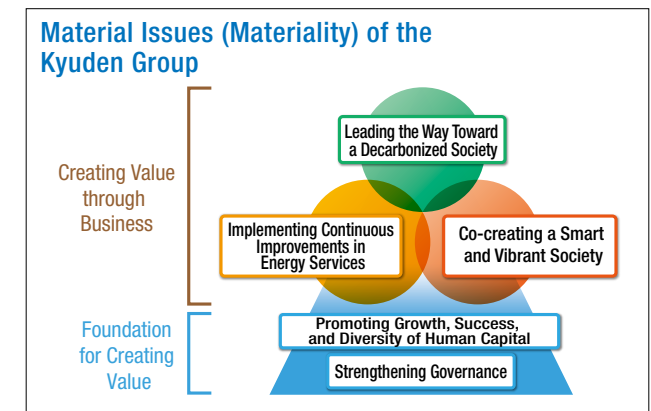 Material Issues (Materiality) of the
Kyuden Group
Creating Value
through
Business
Leading the Way Toward
a Decarbonized Society
Implementing Continuous
Improvements in
Energy Services
Co-creating a Smart
and Vibrant Society
Foundation
for Creating
Value
Promoting Growth, Success,
and Diversity of Human Capital
Strengthening Governance